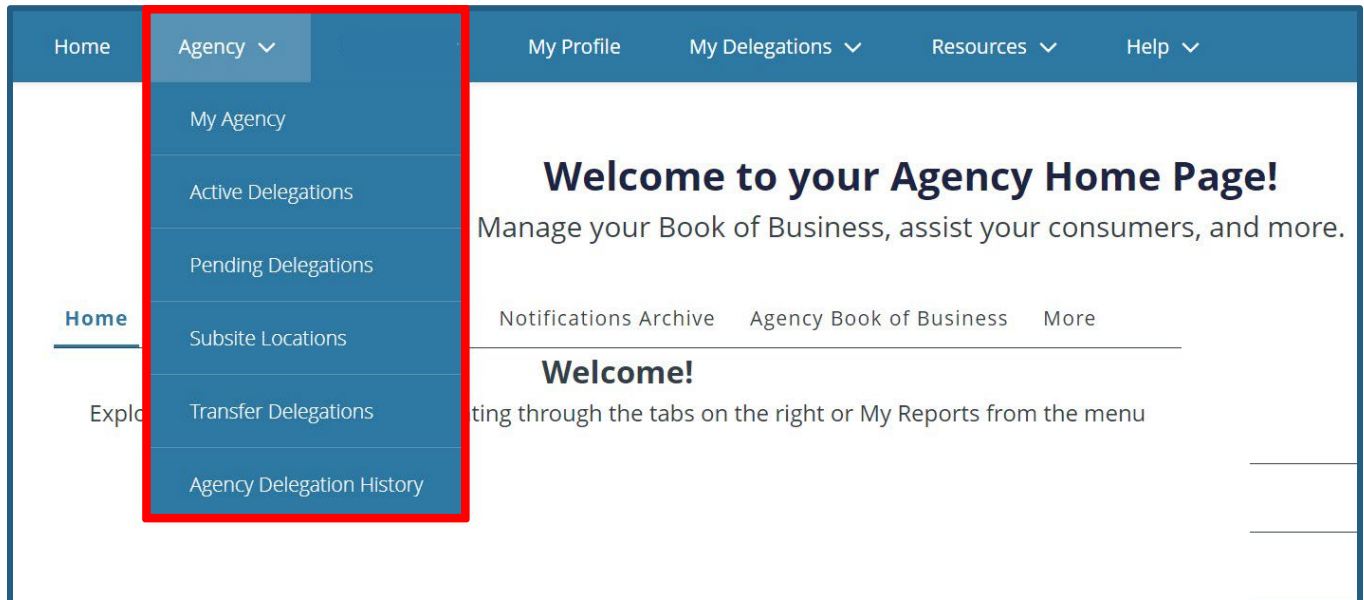 Home Agency My Profile My Delegations Resources Help
My Agency
Active Delegations
Pending Delegations
Subsite Locations
Transfer Delegations
Agency Delegation History
Welcome to your Agency Home Page!
Manage your Book of Business, assist your consumers, and more.
Home Notifications Archive Agency Book of Business More
Welcome!
through the tabs on the right or My Reports from the menu